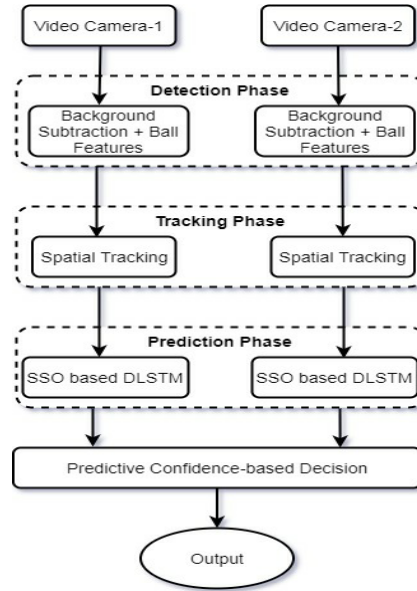 Video Camera-1
Video Camera-2
Detection Phase
Background
Subtraction + Ball
Features
Background
Subtraction + Ball
Features
Tracking Phase
Spatial Tracking
Spatial Tracking
Prediction Phase
SSO based DLSTM
SSO based DLSTM
Predictive Confidence-based Decision
Output